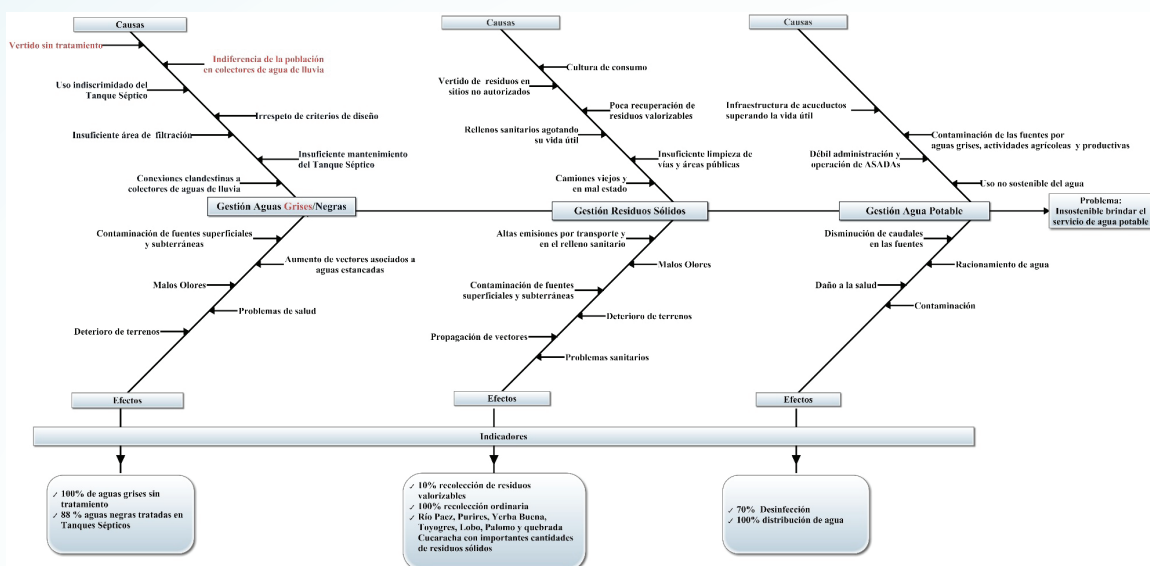 Causas
Vertido sin tratamiento
Indiferencia de la población
en colectores de agua de lluvia
Uso indiscrimidado del
Tanque Séptico
Irrespeto de criterios de diseño
Insuficiente área de filtración
Insuficiente mantenimiento
del Tanque Séptico
Conexiones clandestinas a
colectores de aguas de lluvia
Gestión Aguas Grises/Negras
Contaminación de fuentes superficiales
y subterráneas
Aumento de vectores asociados a
aguas estancadas
Malos Olores
Problemas de salud
Deterioro de terrenos
Efectos
Causas
Cultura de consumo
Vertido de residuos en
sitios no autorizados
Poca recuperación de
residuos valorizables
Rellenos sanitarios agotando
su vida útil
Insuficiente limpieza de
vías y áreas públicas
Camiones viejos y
en mal estado
Gestión Residuos Sólidos
Altas emisiones por transporte y
en el relleno sanitario
Malos Olores
Contaminación de fuentes
superficiales y subterráneas
Deterioro de terrenos
Propagación de vectores
Problemas sanitarios
Efectos
Causas
Infraestructura de acueductos
superando la vida útil
Contaminación de las fuentes por
aguas grises, actividades agrícoleas y productivas
Débil administración y
operación de ASADAs
Uso no sostenible del agua
Gestión Agua Potable
Problema:
Insostenible brindar el
servicio de agua potable
Disminución de caudales
en las fuentes
Racionamiento de agua
Daño a la salud
Contaminación
Efectos
Indicadores
✓ 100% de aguas grises sin
tratamiento
✓ 88 % aguas negras tratadas en
Tanques Sépticos
✓ 10% recolección de residuos
valorizables
✓ 100% recolección ordinaria
✓ Río Paez, Purires, Yerba Buena,
Toyogres, Lobo, Palomo y quebrada
Cucaracha con importantes cantidades
de residuos sólidos
✓ 70% Desinfección
✓ 100% distribución de agua